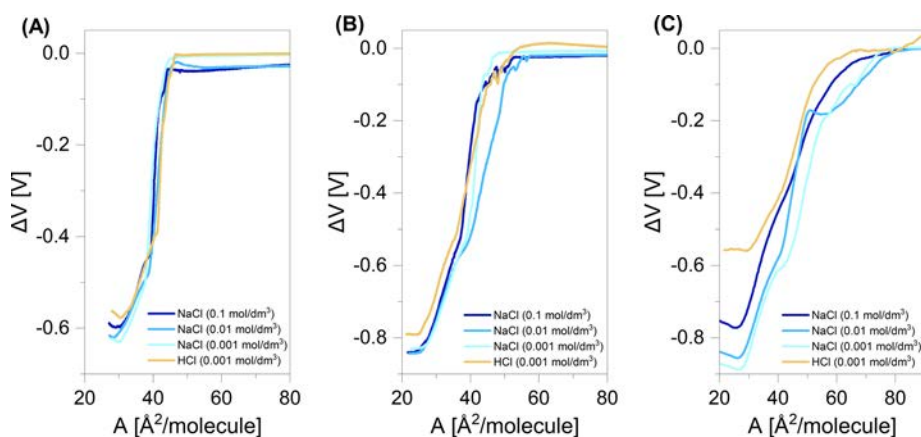 (A)
0.0
-0.2
-0.4
-0.6
ΔV [V]
NaCl (0.1 mol/dm³)
NaCl (0.01 mol/dm³)
NaCl (0.001 mol/dm³)
HCl (0.001 mol/dm³)
20 40 60 80
A [Å²/molecule]
(B)
0.0
-0.2
-0.4
-0.6
-0.8
ΔV [V]
NaCl (0.1 mol/dm³)
NaCl (0.01 mol/dm³)
NaCl (0.001 mol/dm³)
HCl (0.001 mol/dm³)
20 40 60 80
A [Å²/molecule]
(C)
0.0
-0.2
-0.4
-0.6
-0.8
ΔV [V]
NaCl (0.1 mol/dm³)
NaCl (0.01 mol/dm³)
NaCl (0.001 mol/dm³)
HCl (0.001 mol/dm³)
20 40 60 80
A [Å²/molecule]